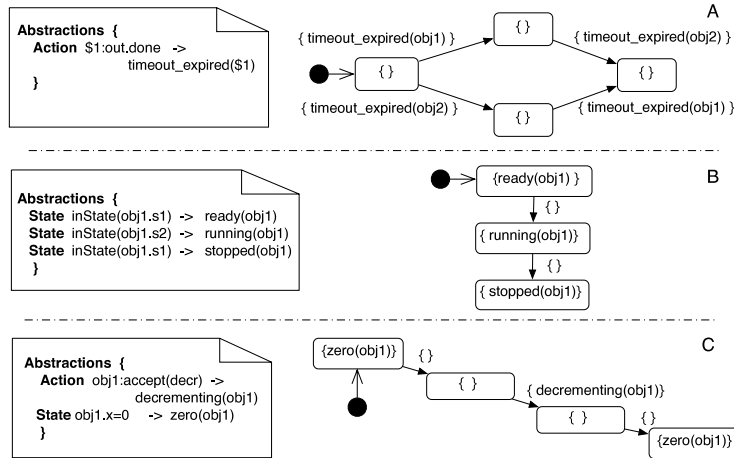 A
Abstractions {
Action $1:out.done ->
timeout_expired($1)
}
{ timeout_expired(obj1) }
{ }
{ timeout_expired(obj2) }
{ }
{ }
{ timeout_expired(obj2) }
{ }
{ timeout_expired(obj1) }
B
Abstractions {
State inState(obj1.s1) -> ready(obj1)
State inState(obj1.s2) -> running(obj1)
State inState(obj1.s1) -> stopped(obj1)
}
{ready(obj1) }
{ }
{ running(obj1)}
{ }
{ stopped(obj1)}
C
Abstractions {
Action obj1:accept(decr) ->
decrementing(obj1)
State obj1.x=0 -> zero(obj1)
}
{zero(obj1)}
{ }
{ }
{ decrementing(obj1)}
{ }
{ }
{zero(obj1)}